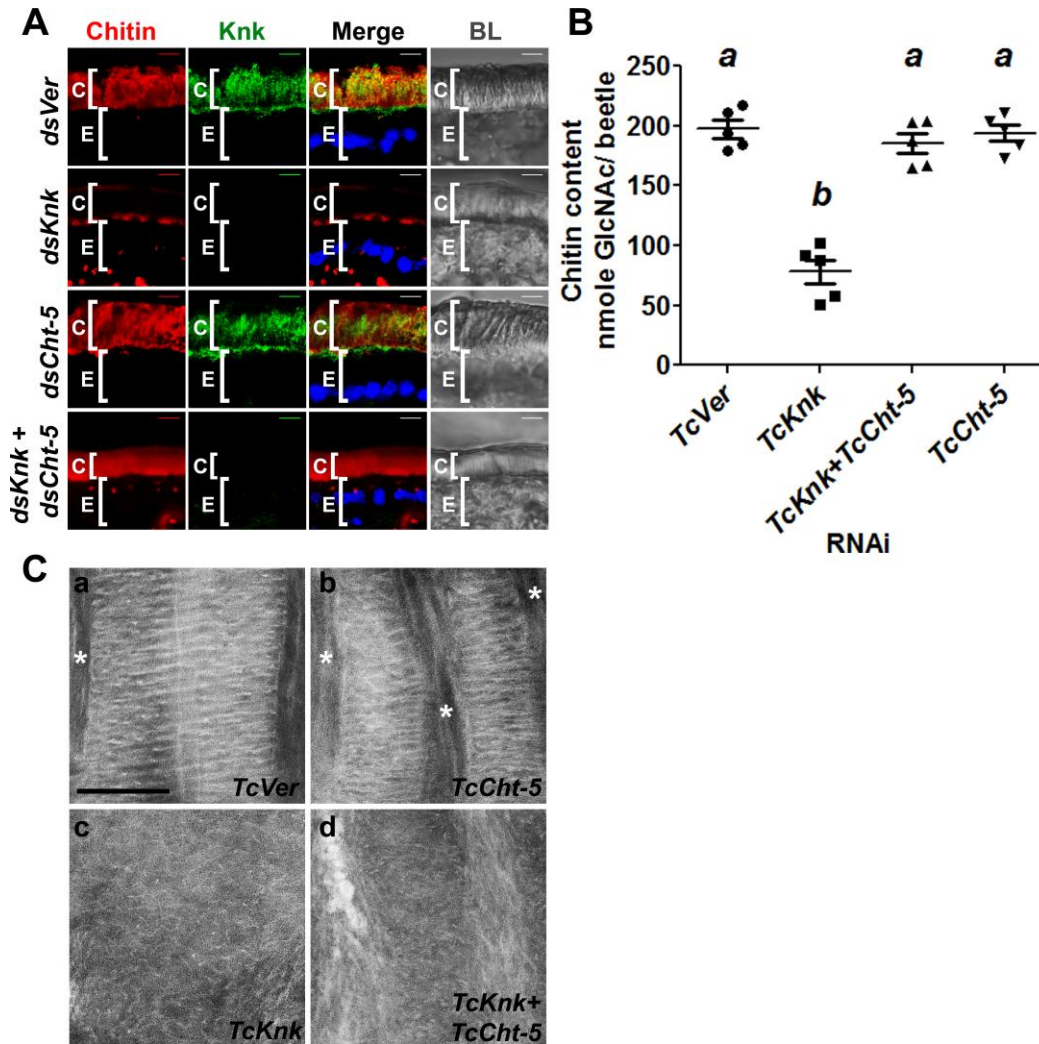 A
Chitin Knk Merge BL
dsVer
C C C C
E E E E
dsKnk
C C C C
E E E E
dsCht-5
C C C C
E E E E
dsKnk +
dsCht-5
C C C C
E E E E
B
a a a
b
250
200
150
100
50
0
Chitin content
nmole GlcNAc/ beetle
TcVer
TcKnk
TcKnk+TcCht-5
TcCht-5
RNAi
C
a
*
TcVer
b
* * *
TcCht-5
c
TcKnk
d
TcKnk+
TcCht-5